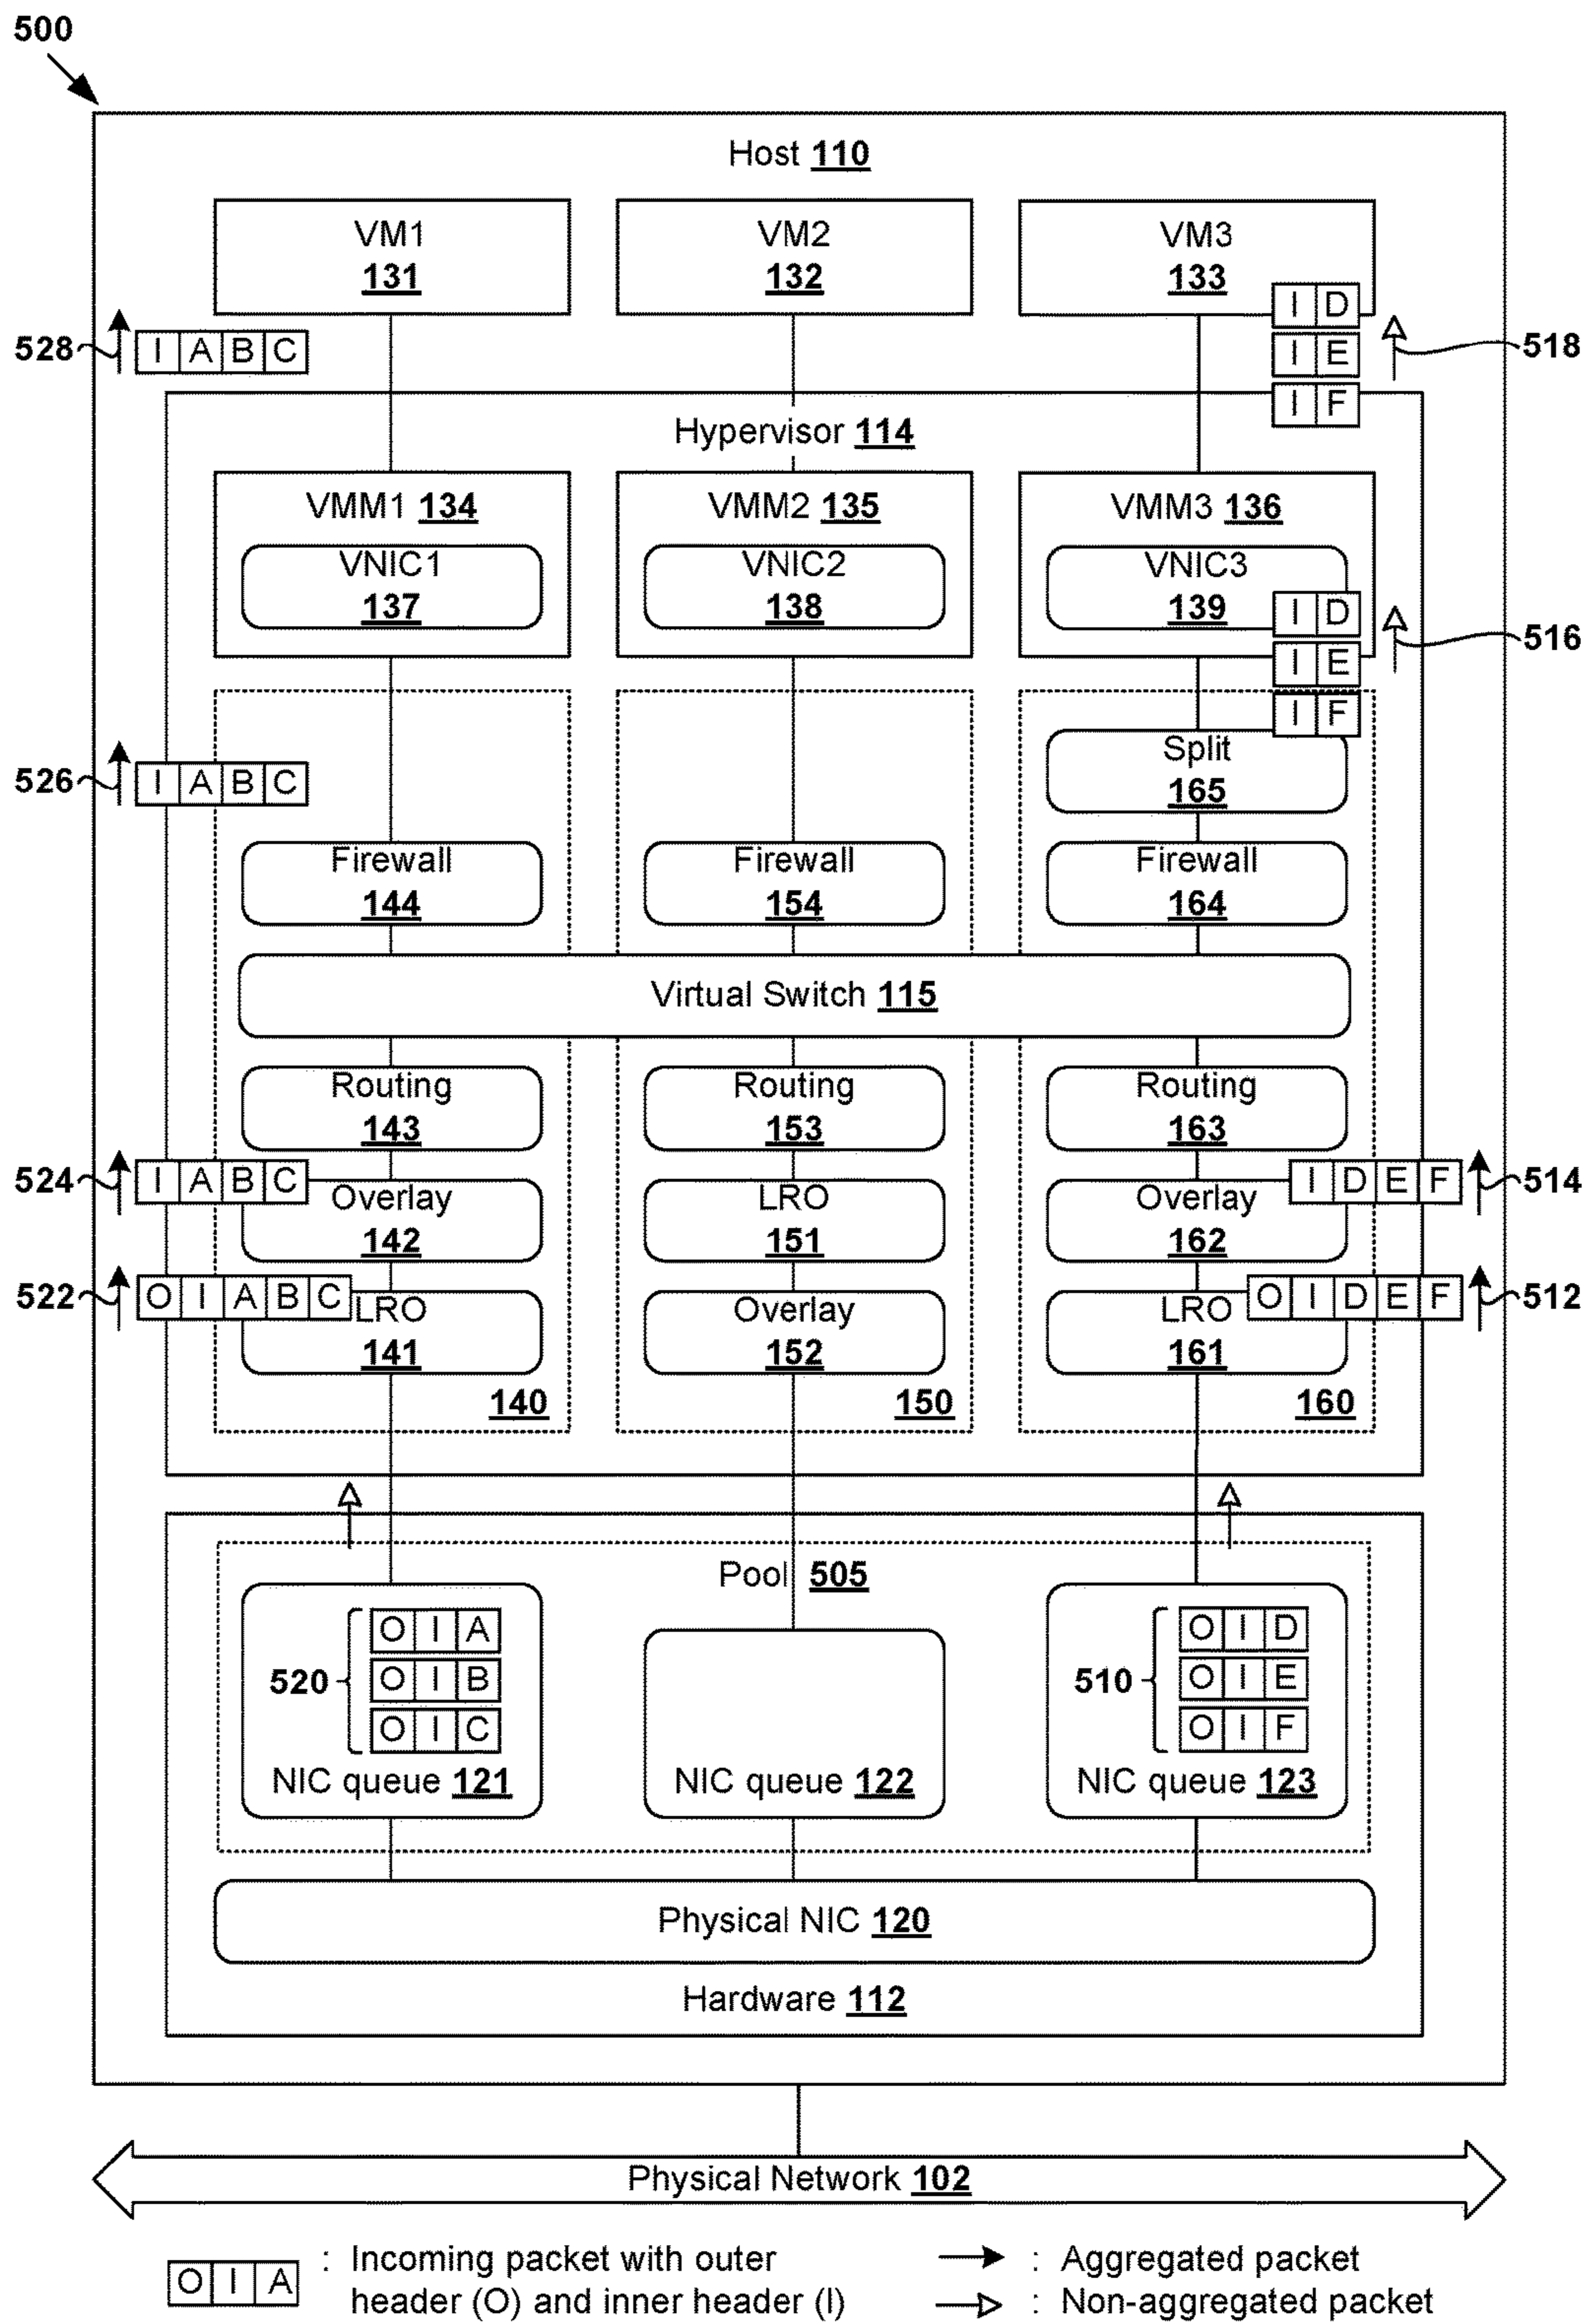 500
Host 110
VM1
131
VM2
132
VM3
133
I D
I E
I F
518
528
I A B C
Hypervisor 114
VMM1 134
VNIC1
137
VMM2 135
VNIC2
138
VMM3 136
VNIC3
139
I D
I E
I F
516
526
I A B C
Split
165
Firewall
144
Firewall
154
Firewall
164
Virtual Switch 115
Routing
143
Routing
153
Routing
163
524
I A B C
Overlay
142
LRO
151
Overlay
162
I D E F
514
522
O I A B C
LRO
141
Overlay
152
LRO
161
O I D E F
512
140
150
160
Pool 505
520
O I A
O I B
O I C
NIC queue 121
NIC queue 122
510
O I D
O I E
O I F
NIC queue 123
Physical NIC 120
Hardware 112
Physical Network 102
O I A : Incoming packet with outer
header (O) and inner header (I)
: Aggregated packet
: Non-aggregated packet